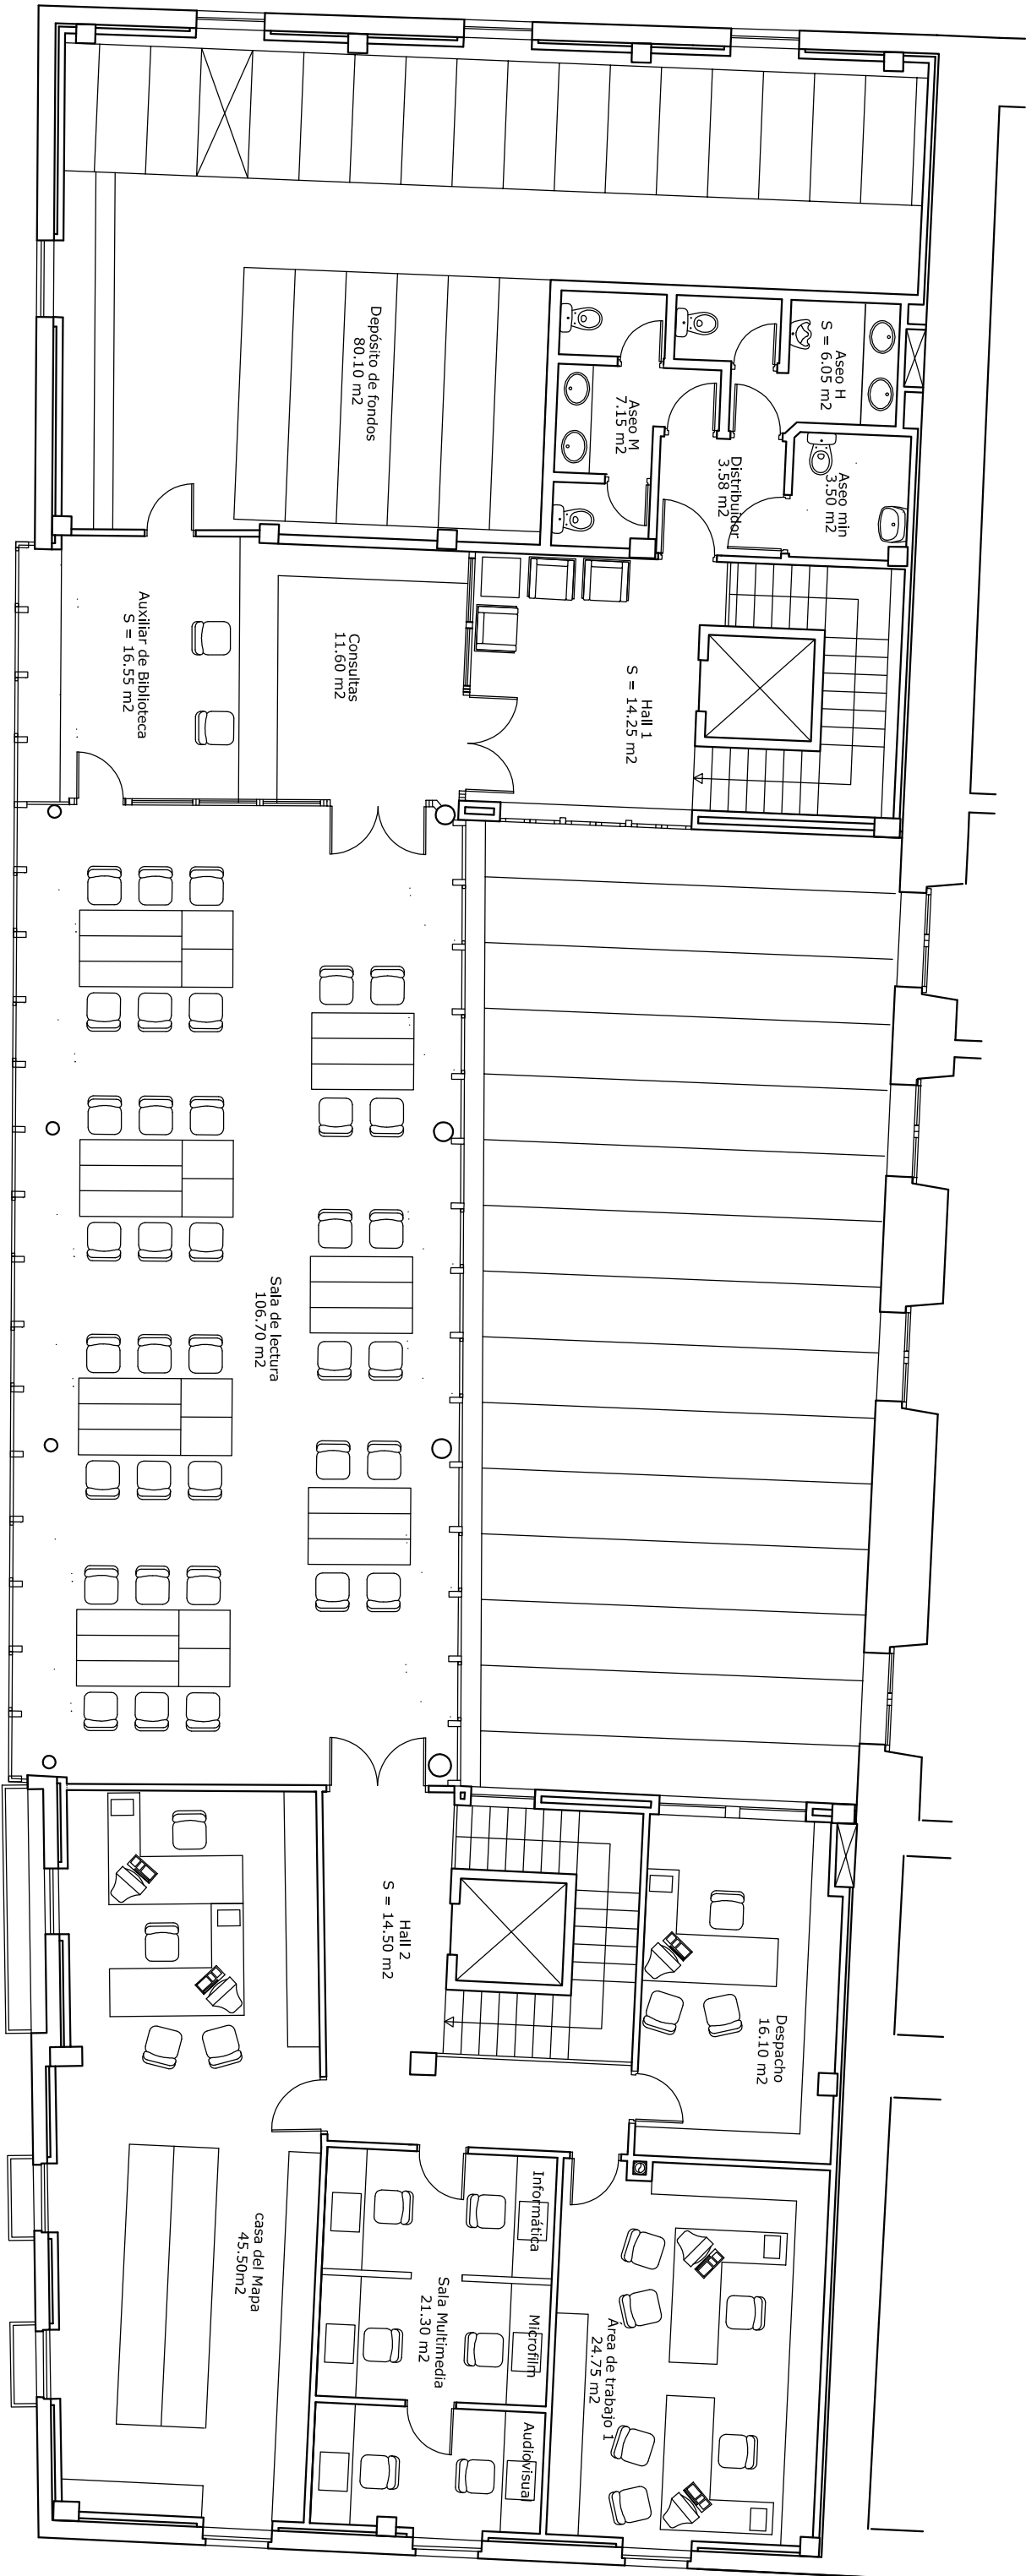 Depósito de fondos
80.10 m2
Aseo H
S = 6.05 m2
Aseo M
7.15 m2
Distribuidor
3.58 m2
Aseo min
3.50 m2
Auxiliar de Biblioteca
S = 16.55 m2
Consultas
11.60 m2
Hall 1
S = 14.25 m2
Sala de lectura
106.70 m2
Hall 2
S = 14.50 m2
Despacho
16.10 m2
casa del Mapa
45.50m2
Sala Multimedia
21.30 m2
Informática
Microfilm
Audiovisual
Área de trabajo 1
24.75 m2